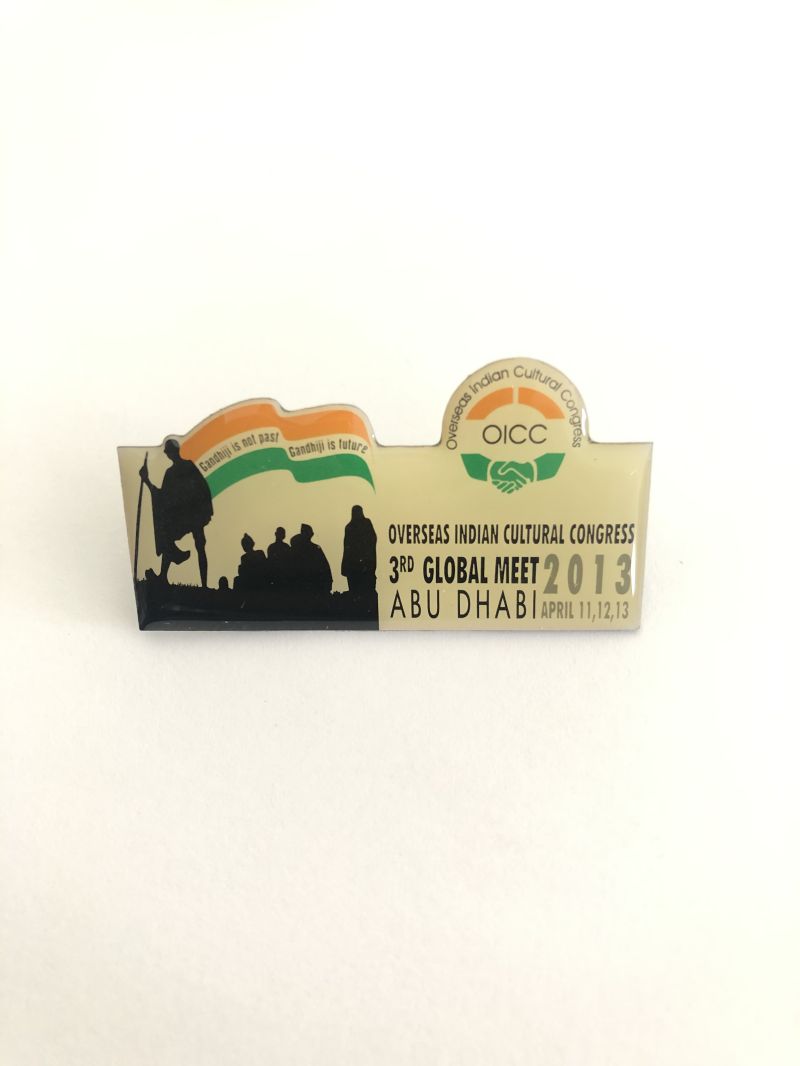 Overseas Indian Cultural Congress
OICC
Gandhiji is not past
Gandhiji is future
OVERSEAS INDIAN CULTURAL CONGRESS
3RD GLOBAL MEET 2013
ABU DHABI APRIL 11,12,13